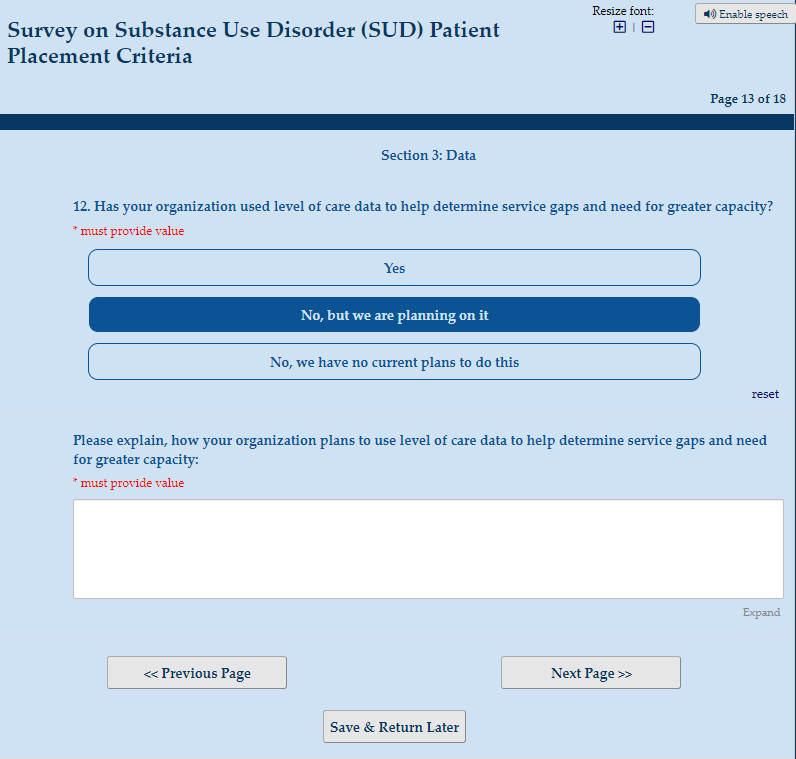 Resize font:
Enable speech
Survey on Substance Use Disorder (SUD) Patient
Placement Criteria
Page 13 of 18
Section 3: Data
12. Has your organization used level of care data to help determine service gaps and need for greater capacity?
* must provide value
Yes
No, but we are planning on it
No, we have no current plans to do this
reset
Please explain, how your organization plans to use level of care data to help determine service gaps and need
for greater capacity:
* must provide value
Expand
<< Previous Page
Next Page >>
Save & Return Later